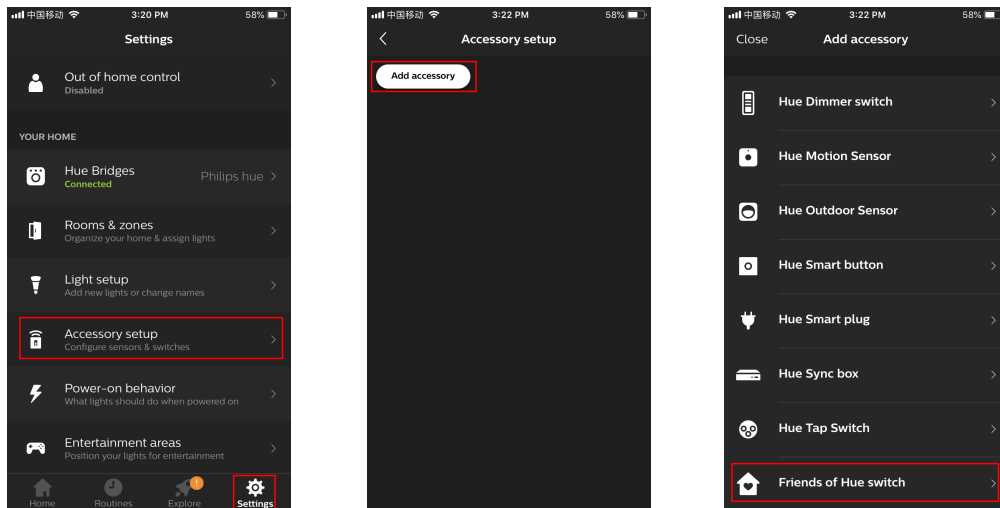 中国移动 3:20 PM 58%
Settings
Out of home control
Disabled
YOUR HOME
Hue Bridges
Connected
Philips hue
Rooms & zones
Organize your home & assign lights
Light setup
Add new lights or change names
Accessory setup
Configure sensors & switches
Power-on behavior
What lights should do when powered on
Entertainment areas
Position your lights for entertainment
Home Routines Explore Settings
中国移动 3:22 PM 58%
Accessory setup
Add accessory
中国移动 3:22 PM 58%
Close Add accessory
Hue Dimmer switch
Hue Motion Sensor
Hue Outdoor Sensor
Hue Smart button
Hue Smart plug
Hue Sync box
Hue Tap Switch
Friends of Hue switch